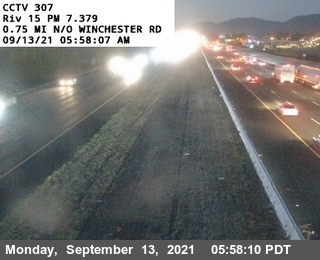 CCTV 307
Riv 15 PM 7.379
0.75 MI N/O WINCHESTER RD
09/13/21 05:58:07 AM
Monday, September 13, 2021 05:58:10 PDT